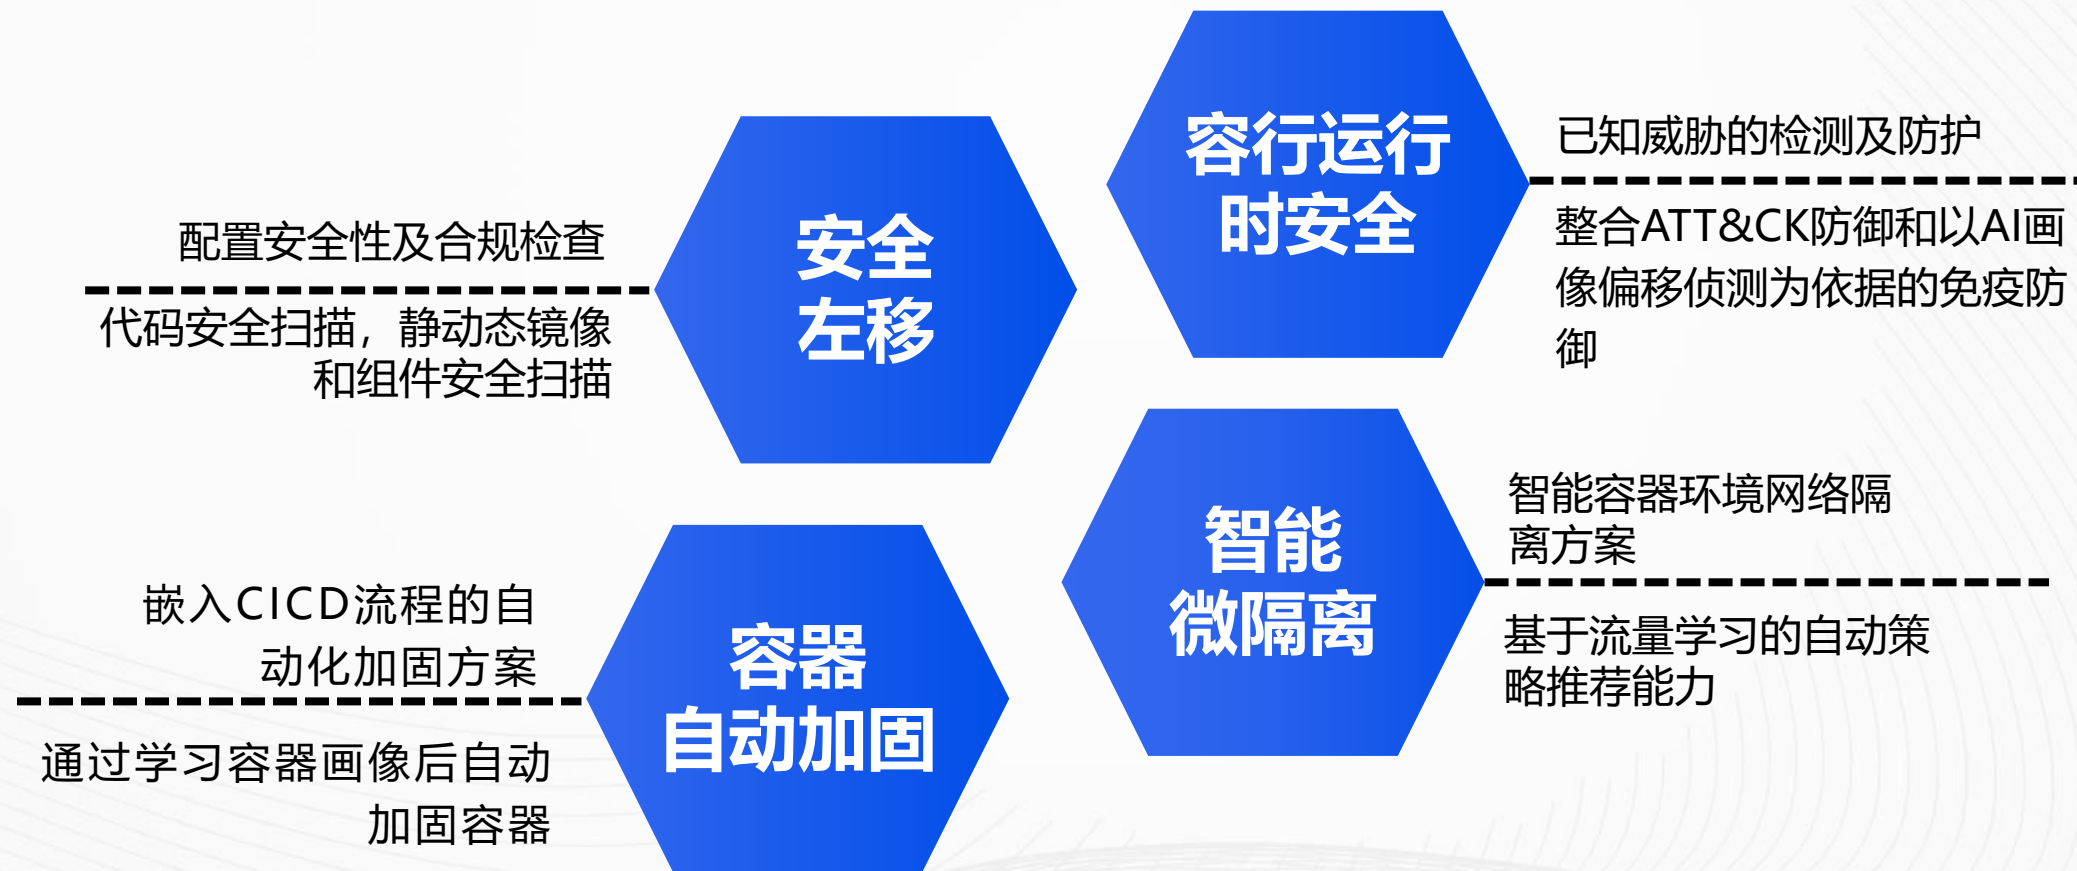 配置安全性及合规检查
代码安全扫描，静动态镜像
和组件安全扫描
安全
左移
容行运行
时安全
已知威胁的检测及防护
整合ATT&CK防御和以AI画
像偏移侦测为依据的免疫防
御
嵌入CICD流程的自
动化加固方案
通过学习容器画像后自动
加固容器
容器
自动加固
智能
微隔离
智能容器环境网络隔
离方案
基于流量学习的自动策
略推荐能力